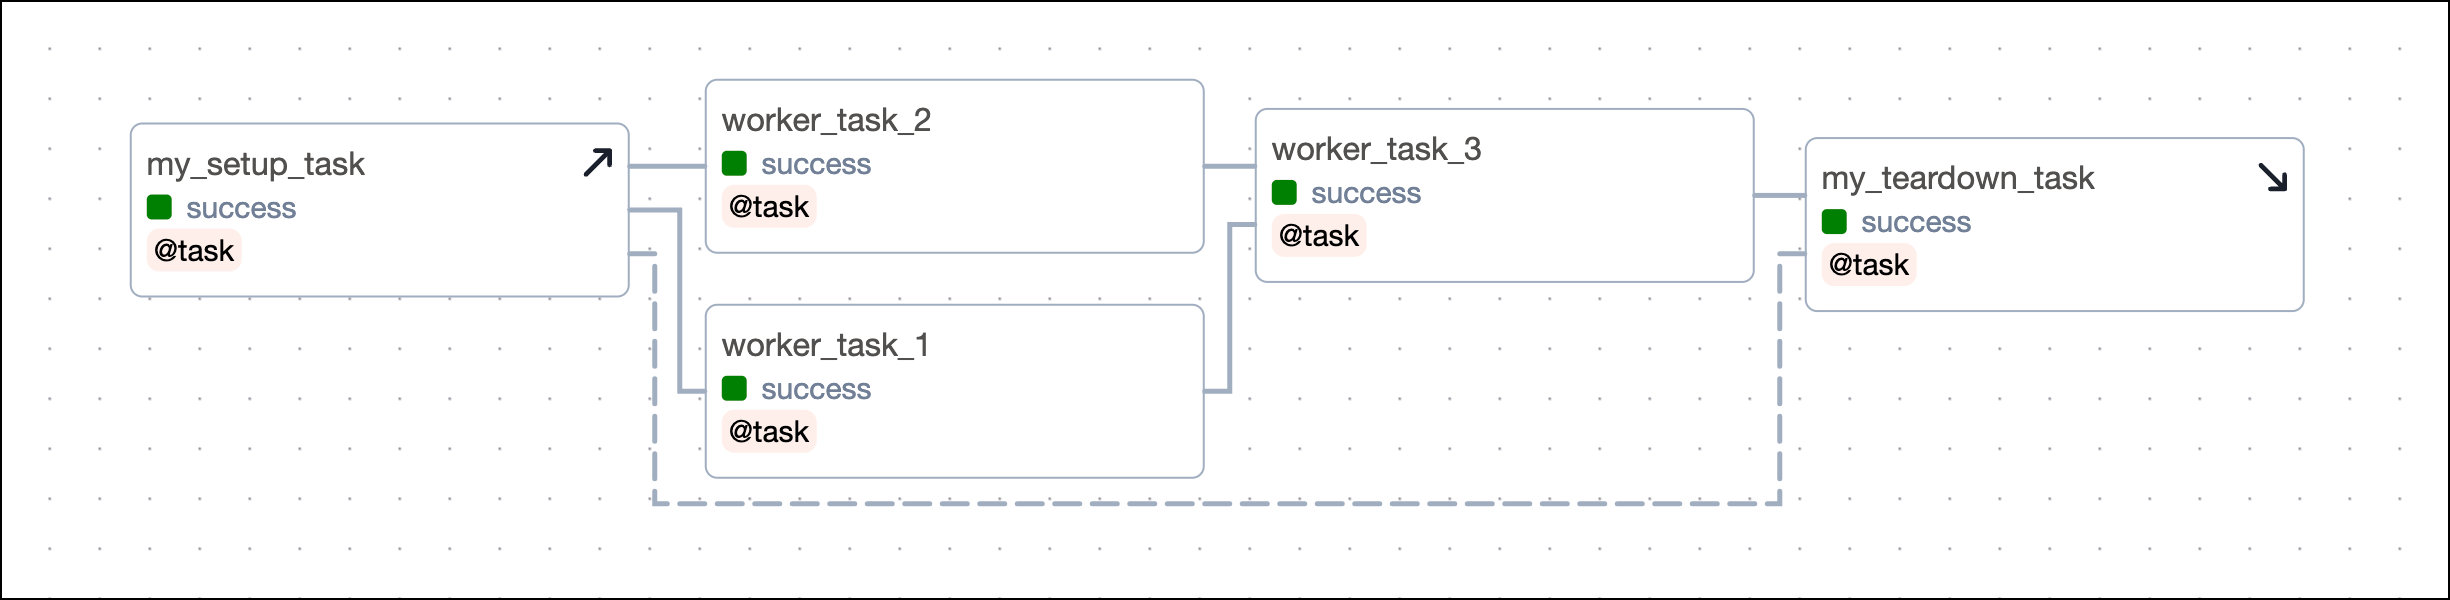 my_setup_task
success
@task
worker_task_2
success
@task
worker_task_1
success
@task
worker_task_3
success
@task
my_teardown_task
success
@task